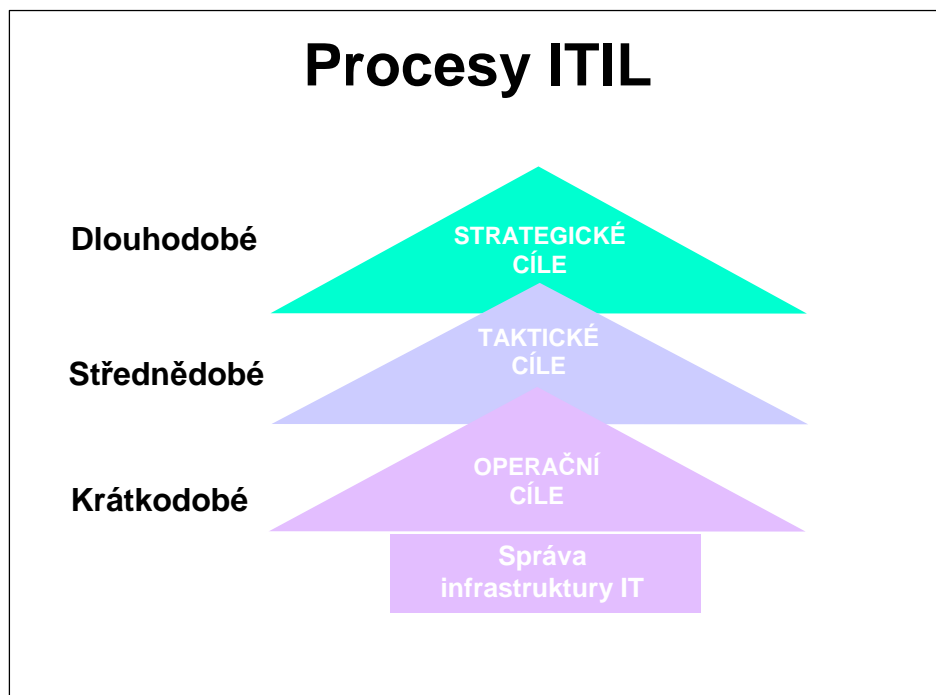 Procesy ITIL
Dlouhodobé
STRATEGICKÉ
CÍLE
Střednědobé
TAKTICKÉ
CÍLE
Krátkodobé
OPERAČNÍ
CÍLE
Správa
infrastruktury IT